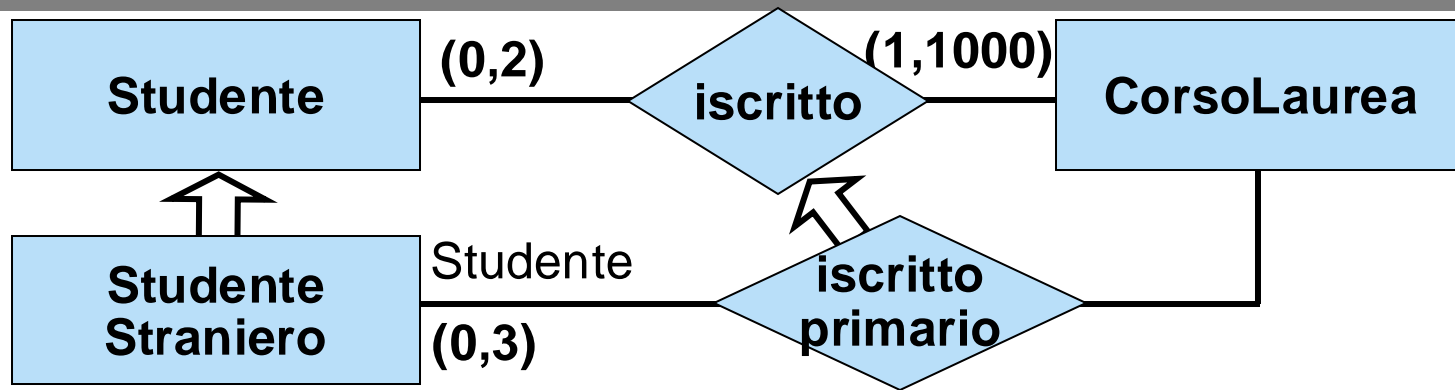 Studente
(0,2)
iscritto
(1,1000)
CorsoLaurea
Studente
Straniero
Studente
(0,3)
iscritto
primario